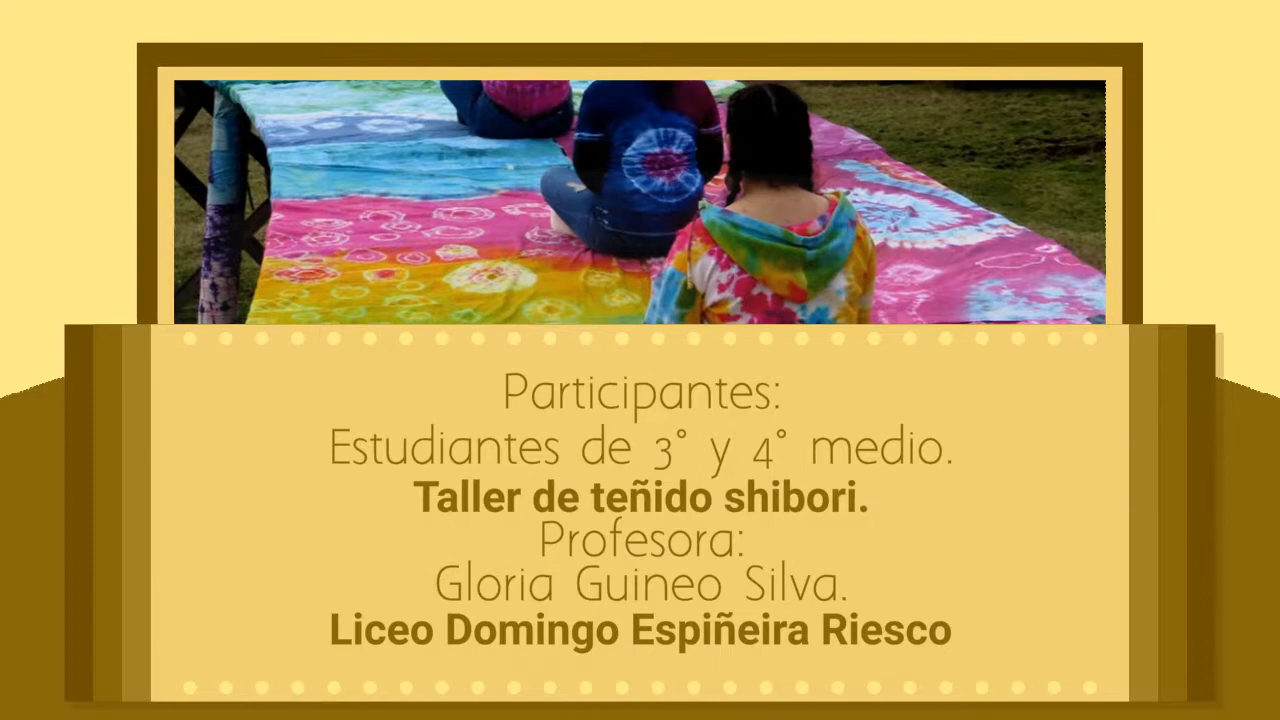 Participantes:
Estudiantes de 3° y 4° medio.
Taller de teñido shibori.
Profesora:
Gloria Guineo Silva.
Liceo Domingo Espiñeira Riesco